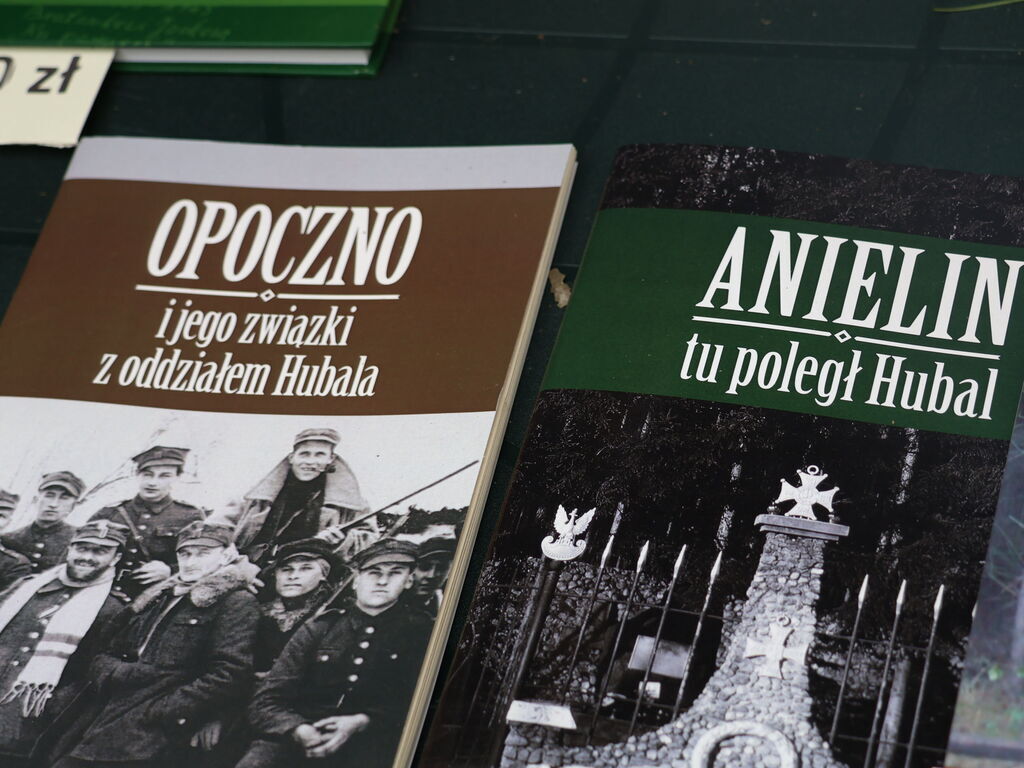 zł
OPOCZNO
i jego związki
z oddziałem Hubala
ANIELIN
tu poległ Hubal